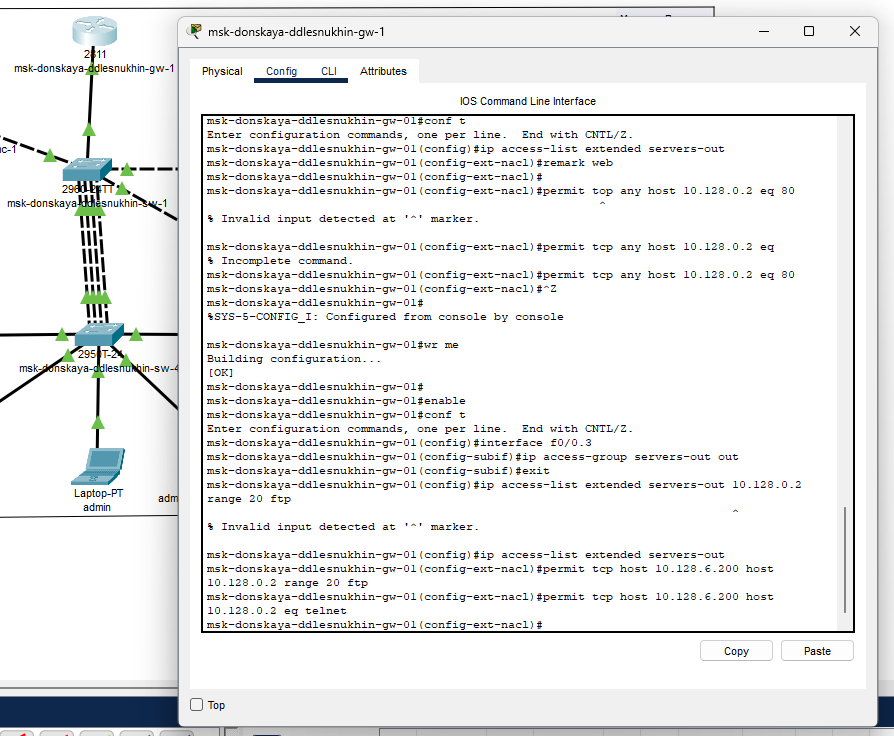 msk-donskaya-ddlesnukhin-gw-1
Physical Config CLI Attributes
IOS Command Line Interface
msk-donskaya-ddlesnukhin-gw-01#conf t
Enter configuration commands, one per line.  End with CNTL/Z.
msk-donskaya-ddlesnukhin-gw-01(config)#ip access-list extended servers-out
msk-donskaya-ddlesnukhin-gw-01(config-ext-nacl)#remark web
msk-donskaya-ddlesnukhin-gw-01(config-ext-nacl)#
msk-donskaya-ddlesnukhin-gw-01(config-ext-nacl)#permit top any host 10.128.0.2 eq 80
^
% Invalid input detected at '^' marker.
msk-donskaya-ddlesnukhin-gw-01(config-ext-nacl)#permit tcp any host 10.128.0.2 eq
% Incomplete command.
msk-donskaya-ddlesnukhin-gw-01(config-ext-nacl)#permit tcp any host 10.128.0.2 eq 80
msk-donskaya-ddlesnukhin-gw-01(config-ext-nacl)#^Z
msk-donskaya-ddlesnukhin-gw-01#
%SYS-5-CONFIG_I: Configured from console by console
msk-donskaya-ddlesnukhin-gw-01#wr me
Building configuration...
[OK]
msk-donskaya-ddlesnukhin-gw-01#
msk-donskaya-ddlesnukhin-gw-01#enable
msk-donskaya-ddlesnukhin-gw-01#conf t
Enter configuration commands, one per line.  End with CNTL/Z.
msk-donskaya-ddlesnukhin-gw-01(config)#interface f0/0.3
msk-donskaya-ddlesnukhin-gw-01(config-subif)#ip access-group servers-out out
msk-donskaya-ddlesnukhin-gw-01(config-subif)#exit
msk-donskaya-ddlesnukhin-gw-01(config)#ip access-list extended servers-out 10.128.0.2
range 20 ftp
^
% Invalid input detected at '^' marker.
msk-donskaya-ddlesnukhin-gw-01(config)#ip access-list extended servers-out
msk-donskaya-ddlesnukhin-gw-01(config-ext-nacl)#permit tcp host 10.128.6.200 host
10.128.0.2 range 20 ftp
msk-donskaya-ddlesnukhin-gw-01(config-ext-nacl)#permit tcp host 10.128.6.200 host
10.128.0.2 eq telnet
msk-donskaya-ddlesnukhin-gw-01(config-ext-nacl)#
Copy Paste
Top
2611
msk-donskaya-ddlesnukhin-gw-1
c-1
2960-24TT
msk-donskaya-ddlesnukhin-sw-1
2950T-24
msk-donskaya-ddlesnukhin-sw-4
Laptop-PT
admin
adm